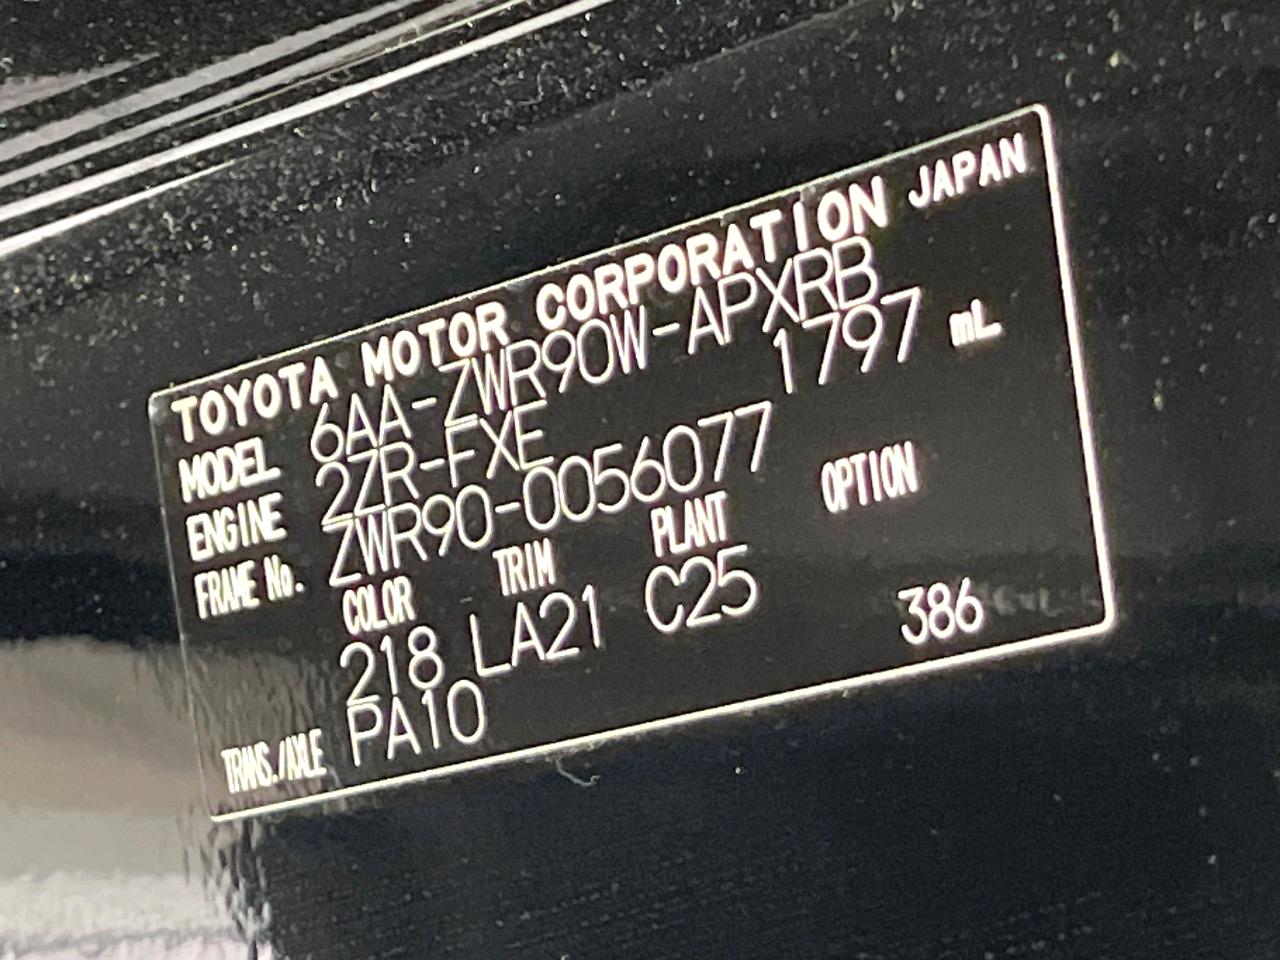 TOYOTA MOTOR CORPORATION JAPAN
MODEL 6AA-ZWR90W-APXRB
ENGINE 2ZR-FXE 1797 mL
FRAME No. ZWR90-0056077
COLOR TRIM PLANT OPTION
218 LA21 C25 386
TRANS./AXLE PA10